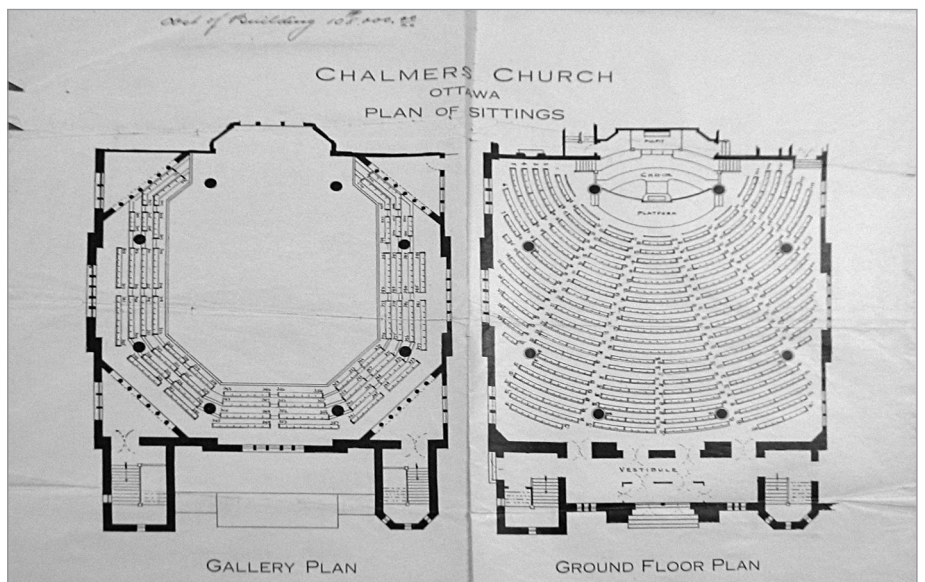 Cost of Building 108.000.00
CHALMERS CHURCH
OTTAWA
PLAN OF SITTINGS
PULPIT
CHOIR
PLATFORM
VESTIBULE
GALLERY PLAN
GROUND FLOOR PLAN